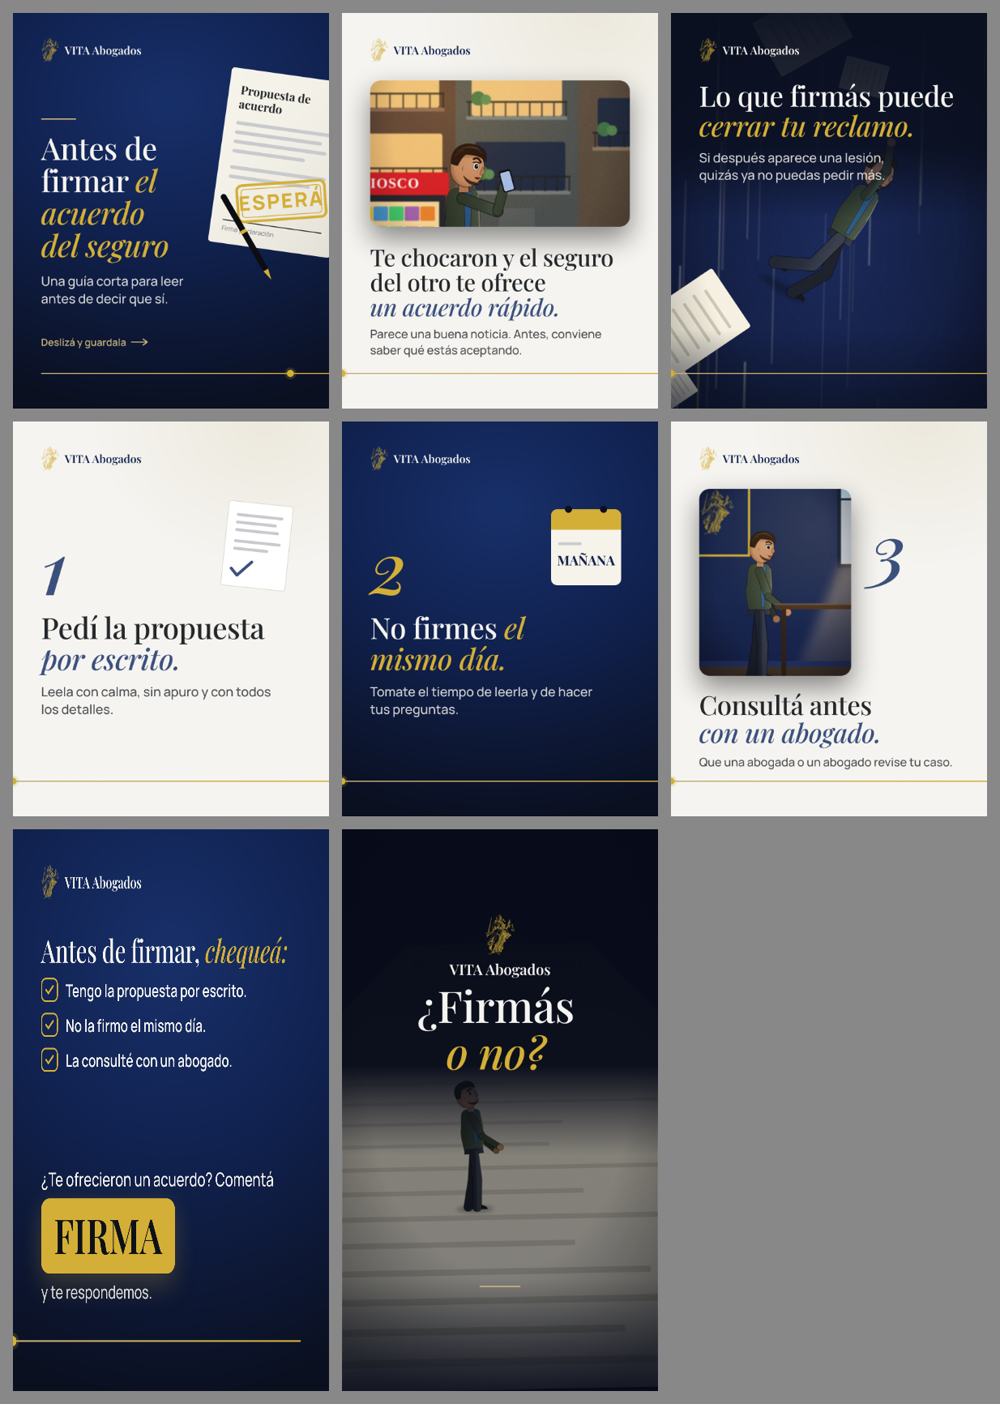 VITA Abogados
Propuesta de
acuerdo
ESPERÁ
Antes de
firmar el
acuerdo
del seguro
Una guía corta para leer
antes de decir que sí.
Deslizá y guardala
VITA Abogados
IOSCO
Te chocaron y el seguro
del otro te ofrece
un acuerdo rápido.
Parece una buena noticia. Antes, conviene
saber qué estás aceptando.
VITA Abogados
Lo que firmás puede
cerrar tu reclamo.
Si después aparece una lesión,
quizás ya no puedas pedir más.
VITA Abogados
1
Pedí la propuesta
por escrito.
Leela con calma, sin apuro y con todos
los detalles.
VITA Abogados
MAÑANA
2
No firmes el
mismo día.
Tomate el tiempo de leerla y de hacer
tus preguntas.
VITA Abogados
3
Consultá antes
con un abogado.
Que una abogada o un abogado revise tu caso.
VITA Abogados
Antes de firmar, chequeá:
Tengo la propuesta por escrito.
No la firmo el mismo día.
La consulté con un abogado.
¿Te ofrecieron un acuerdo? Comentá
FIRMA
y te respondemos.
VITA Abogados
¿Firmás
o no?